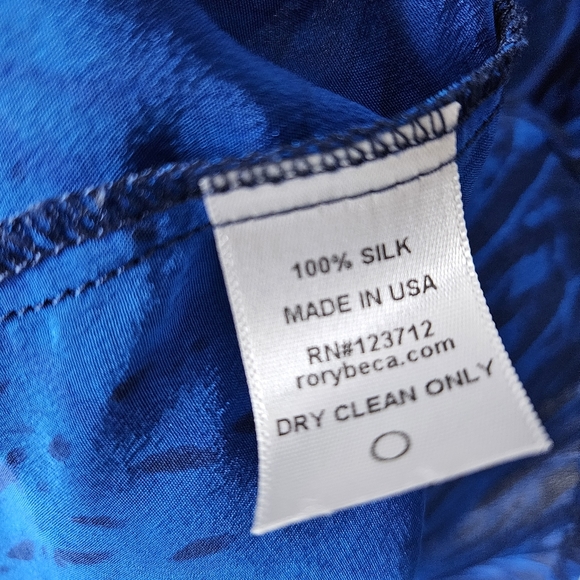 100% SILK
MADE IN USA
RN#123712
rorybeca.com
DRY CLEAN ONLY